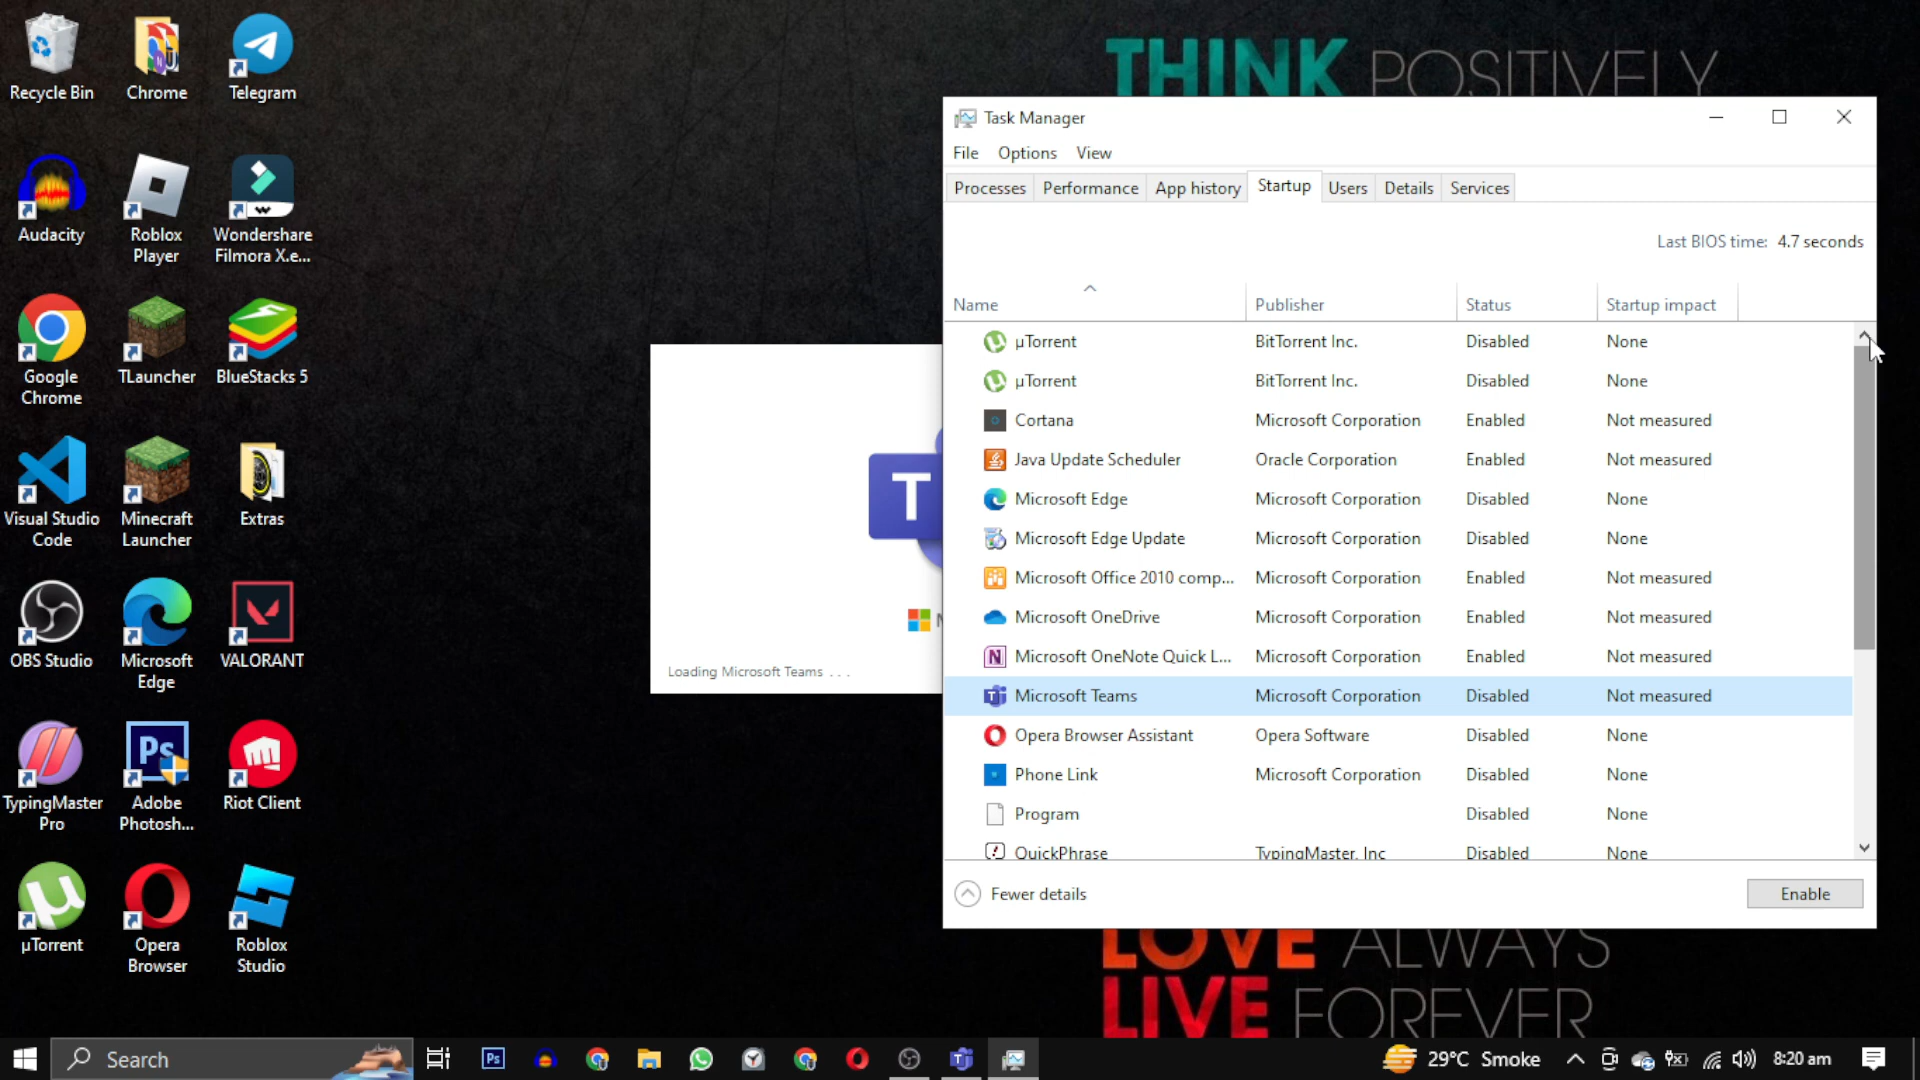 Recycle Bin
Chrome
Telegram
Audacity
Roblox
Player
Wondershare
Filmora X.e...
Google
Chrome
TLauncher
BlueStacks 5
Visual Studio
Code
Minecraft
Launcher
Extras
OBS Studio
Microsoft
Edge
VALORANT
TypingMaster
Pro
Ps
Adobe
Photosh...
Riot Client
µTorrent
Opera
Browser
Roblox
Studio
THINK POSITIVELY
T
Loading Microsoft Teams . . .
Task Manager
File Options View
Processes Performance App history Startup Users Details Services
Last BIOS time: 4.7 seconds
Name Publisher Status Startup impact
µTorrent BitTorrent Inc. Disabled None
µTorrent BitTorrent Inc. Disabled None
Cortana Microsoft Corporation Enabled Not measured
Java Update Scheduler Oracle Corporation Enabled Not measured
Microsoft Edge Microsoft Corporation Disabled None
Microsoft Edge Update Microsoft Corporation Disabled None
Microsoft Office 2010 comp... Microsoft Corporation Enabled Not measured
Microsoft OneDrive Microsoft Corporation Enabled Not measured
Microsoft OneNote Quick L... Microsoft Corporation Enabled Not measured
Microsoft Teams Microsoft Corporation Disabled Not measured
Opera Browser Assistant Opera Software Disabled None
Phone Link Microsoft Corporation Disabled None
Program Disabled None
QuickPhrase TypingMaster, Inc Disabled None
Fewer details
Enable
LOVE ALWAYS
LIVE FOREVER
Search
Ps
29°C Smoke
8:20 am